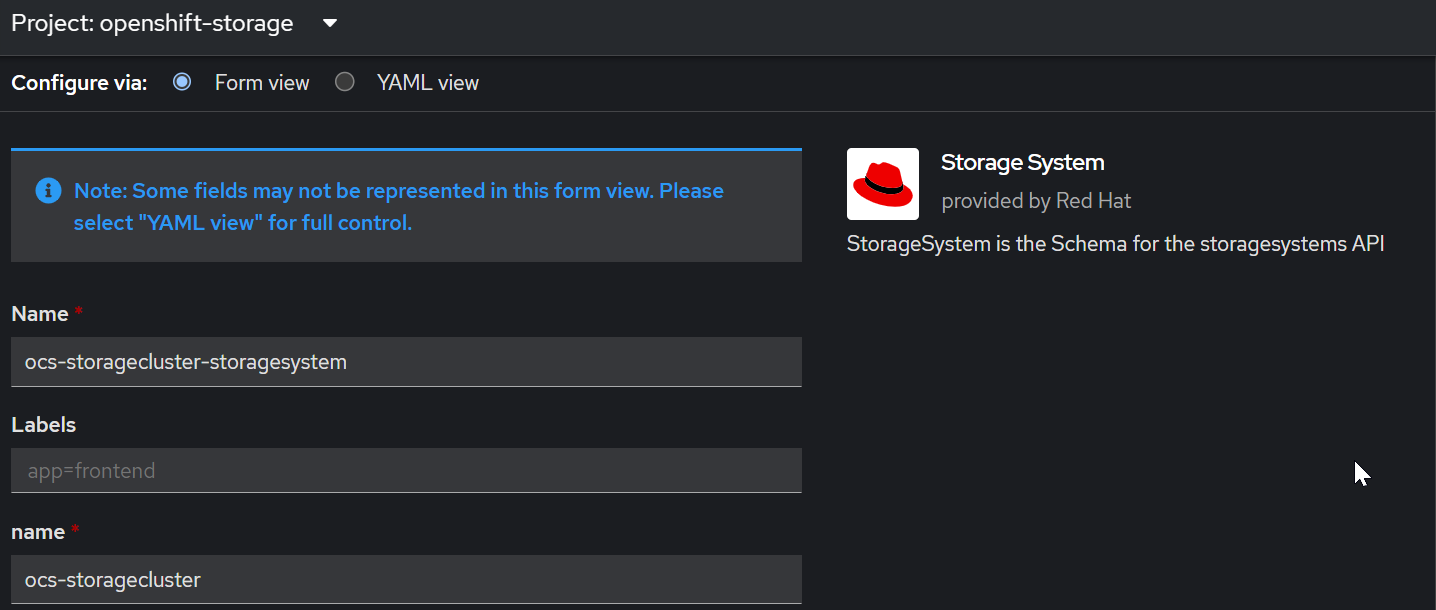 Project: openshift-storage
Configure via: Form view YAML view
Note: Some fields may not be represented in this form view. Please
select "YAML view" for full control.
Storage System
provided by Red Hat
StorageSystem is the Schema for the storagesystems API
Name *
ocs-storagecluster-storagesystem
Labels
app=frontend
name *
ocs-storagecluster